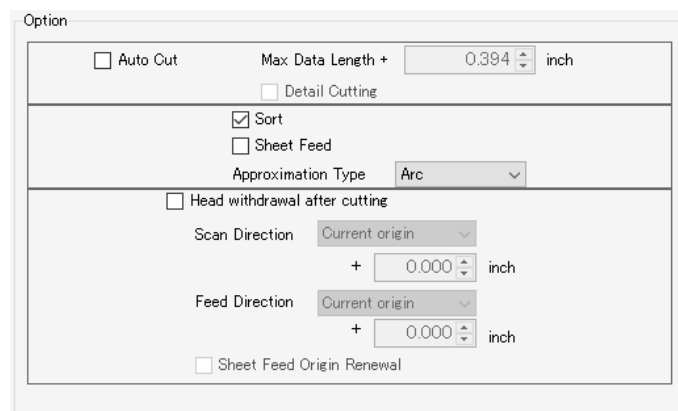 Option
Auto Cut Max Data Length + 0.394 inch
Detail Cutting
Sort
Sheet Feed
Approximation Type Arc
Head withdrawal after cutting
Scan Direction Current origin
+ 0.000 inch
Feed Direction Current origin
+ 0.000 inch
Sheet Feed Origin Renewal